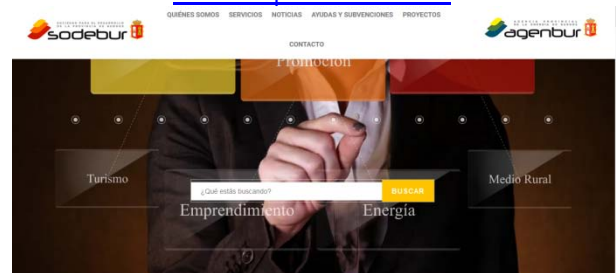 QUIÉNES SOMOS SERVICIOS NOTICIAS AYUDAS Y SUBVENCIONES PROYECTOS
sodebur
agenbur
CONTACTO
Promoción
Turismo
Medio Rural
¿Qué estás buscando?
BUSCAR
Emprendimiento
Energía